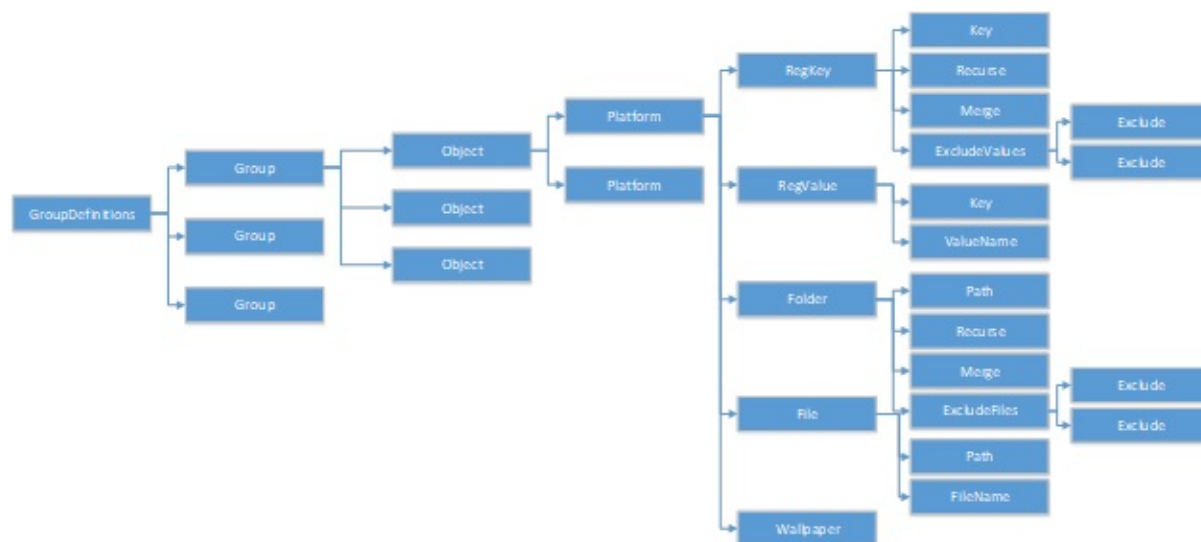 GroupDefinitions
Group
Group
Group
Object
Object
Object
Platform
Platform
RegKey
Key
Recurse
Merge
ExcludeValues
Exclude
Exclude
RegValue
Key
ValueName
Folder
Path
Recurse
Merge
ExcludeFiles
Exclude
Exclude
File
Path
FileName
Wallpaper